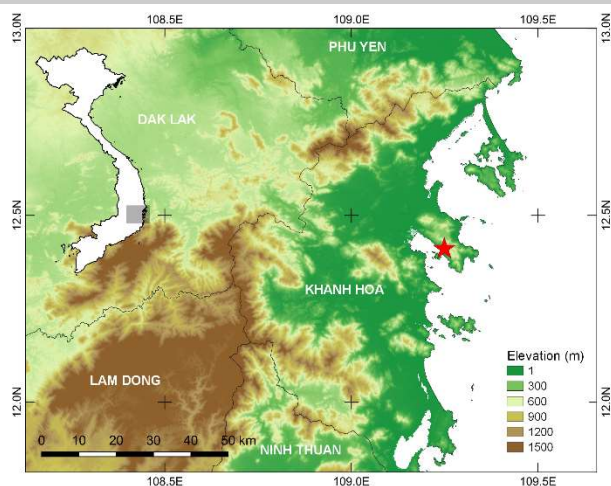 108.5E
109.0E
109.5E
13.0N
13.0N
PHU YEN
DAK LAK
12.5N
12.5N
KHANH HOA
Elevation (m)
1
300
600
900
1200
1500
LAM DONG
12.0N
12.0N
0 10 20 30 40 50 km
NINH THUAN
108.5E
109.0E
109.5E